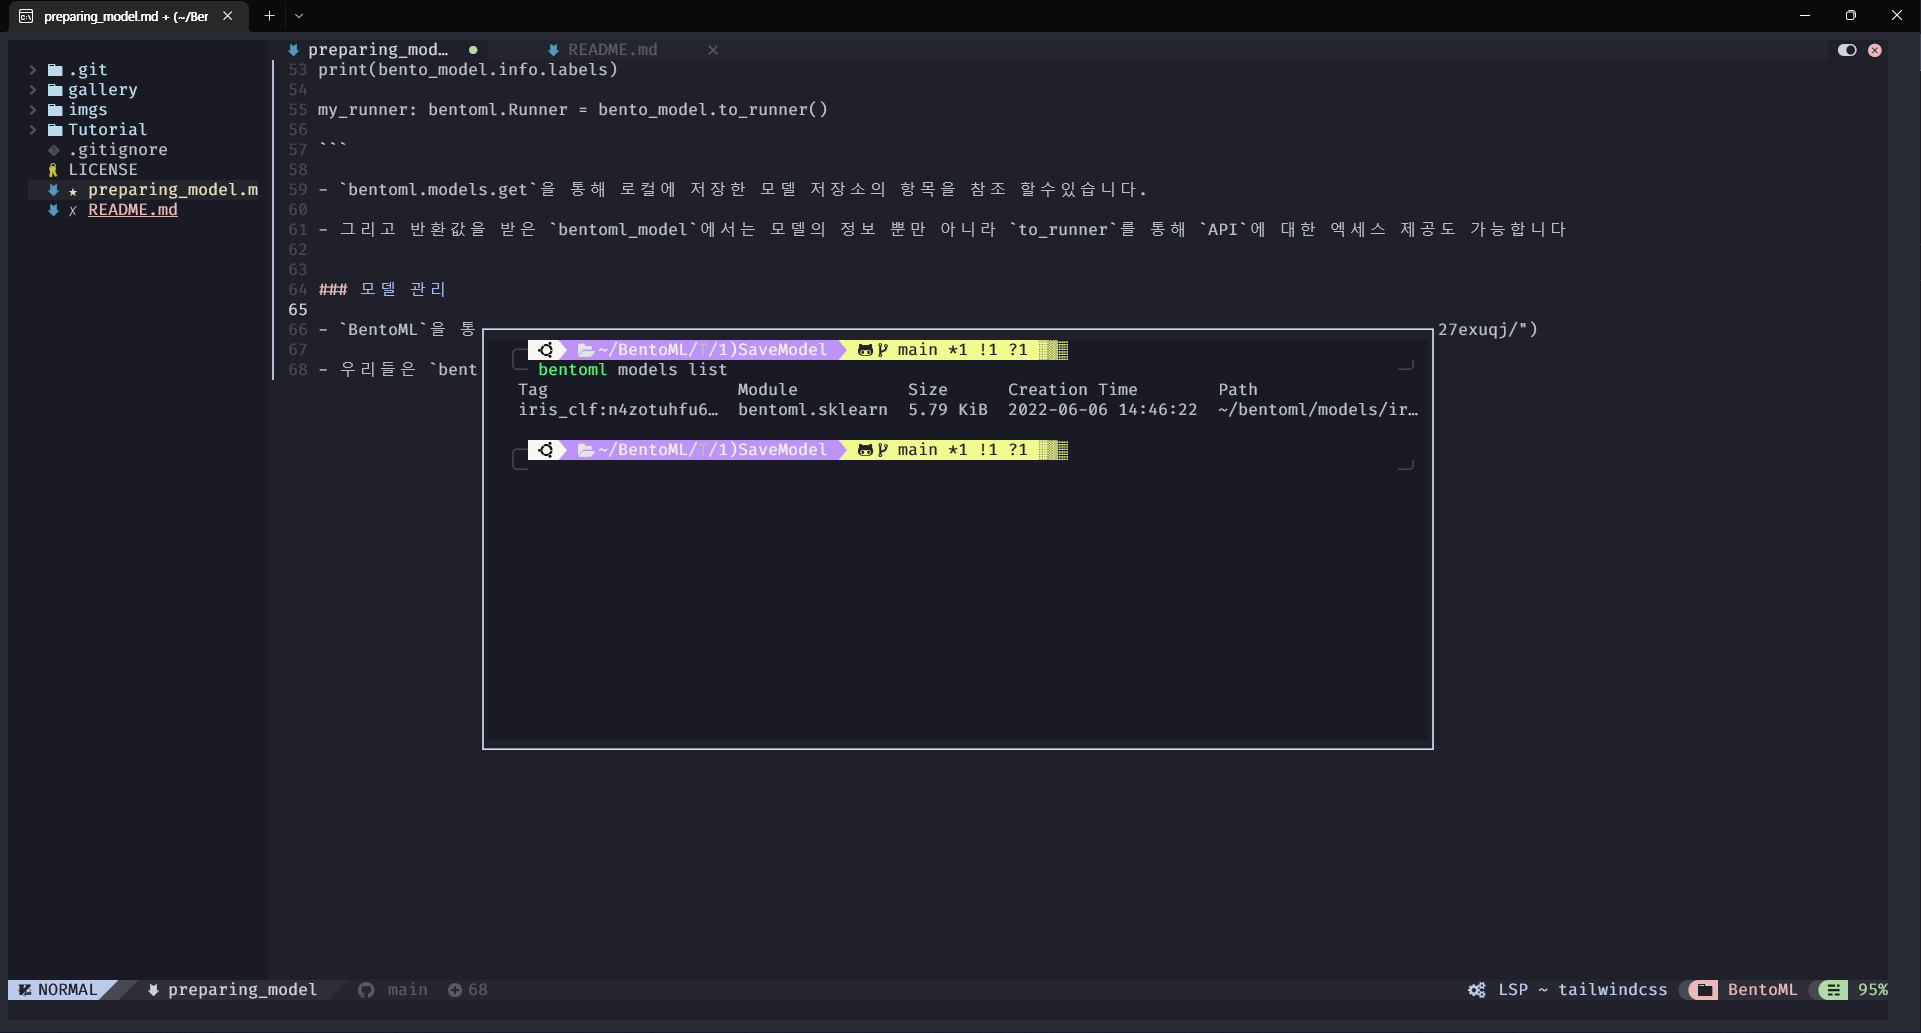 preparing_model.md + (~/Ber
preparing_mod…
README.md
.git
gallery
imgs
Tutorial
.gitignore
LICENSE
preparing_model.m
README.md
53 print(bento_model.info.labels)
54
55 my_runner: bentoml.Runner = bento_model.to_runner()
56
57 ```
58
59 - `bentoml.models.get`을 통해 로컬에 저장한 모델 저장소의 항목을 참조 할수있습니다.
60
61 - 그리고 반환값을 받은 `bentoml_model`에서는 모델의 정보 뿐만 아니라 `to_runner`를 통해 `API`에 대한 엑세스 제공도 가능합니다
62
63
64 ### 모델 관리
65
66 - `BentoML`을 통 27exuqj/")
67
68 - 우리들은 `bent
~/BentoML/T/1)SaveModel main *1 !1 ?1
bentoml models list
Tag Module Size Creation Time Path
iris_clf:n4zotuhfu6… bentoml.sklearn 5.79 KiB 2022-06-06 14:46:22 ~/bentoml/models/ir…
~/BentoML/T/1)SaveModel main *1 !1 ?1
NORMAL preparing_model main 68 LSP ~ tailwindcss BentoML 95%